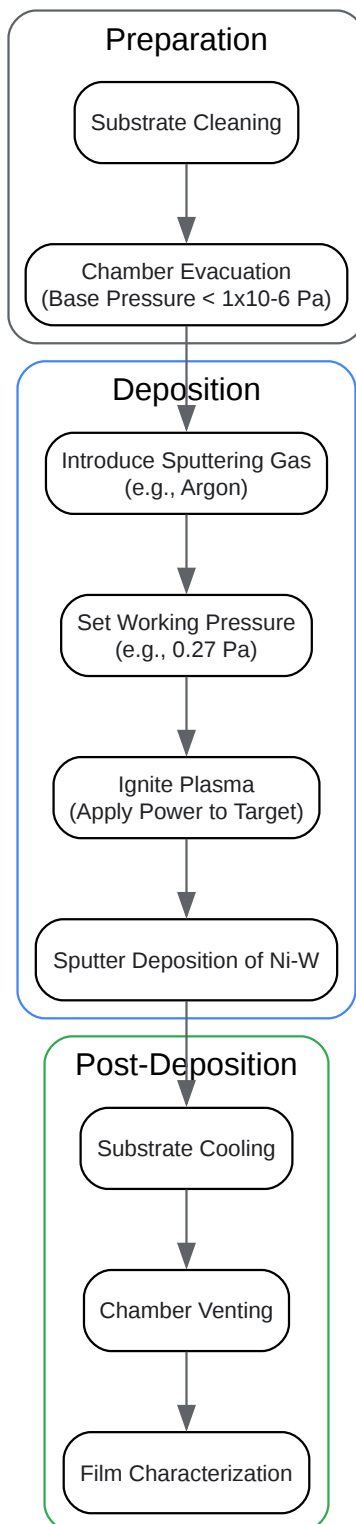 Preparation
Substrate Cleaning
Chamber Evacuation
(Base Pressure < 1x10-6 Pa)
Deposition
Introduce Sputtering Gas
(e.g., Argon)
Set Working Pressure
(e.g., 0.27 Pa)
Ignite Plasma
(Apply Power to Target)
Sputter Deposition of Ni-W
Post-Deposition
Substrate Cooling
Chamber Venting
Film Characterization